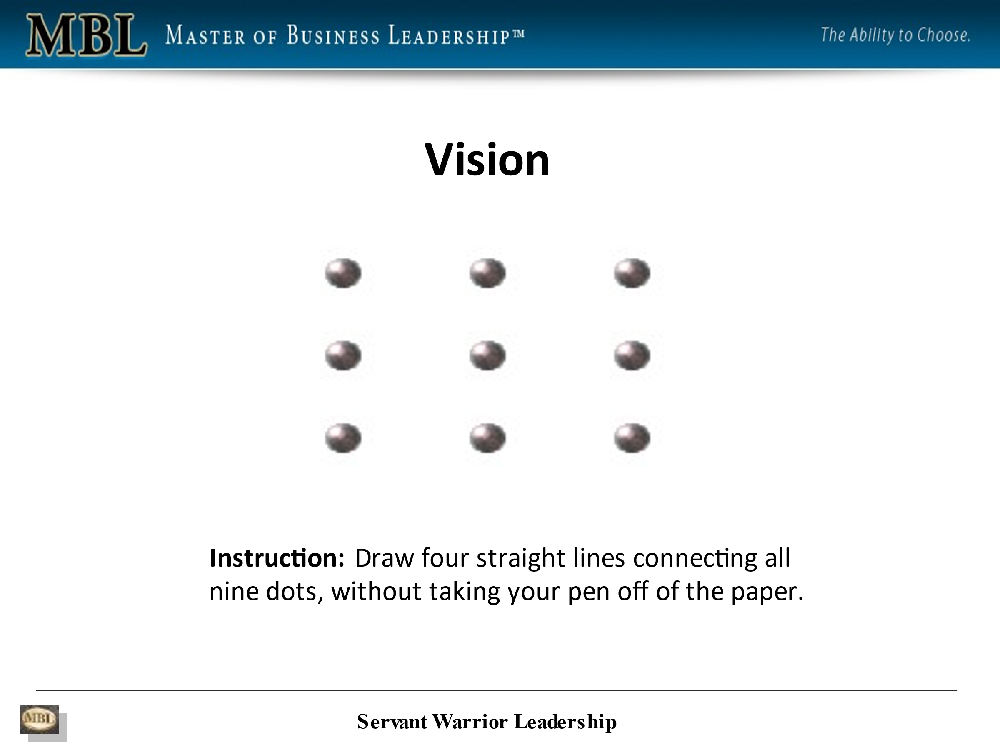 MBL MASTER OF BUSINESS LEADERSHIP™ The Ability to Choose.
Vision
Instruction: Draw four straight lines connecting all
nine dots, without taking your pen off of the paper.
MBL Servant Warrior Leadership